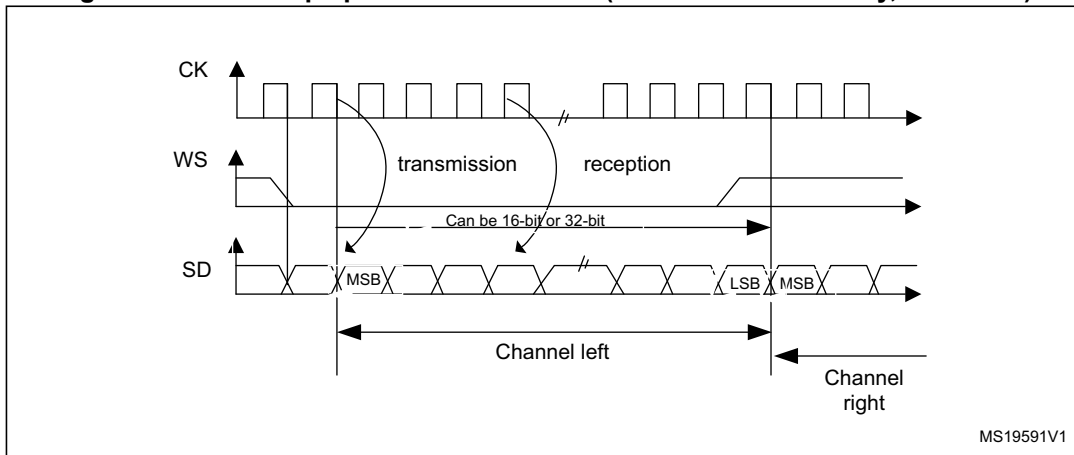 CK
WS
transmission
reception
Can be 16-bit or 32-bit
SD
MSB
LSB
MSB
Channel left
Channel
right
MS19591V1